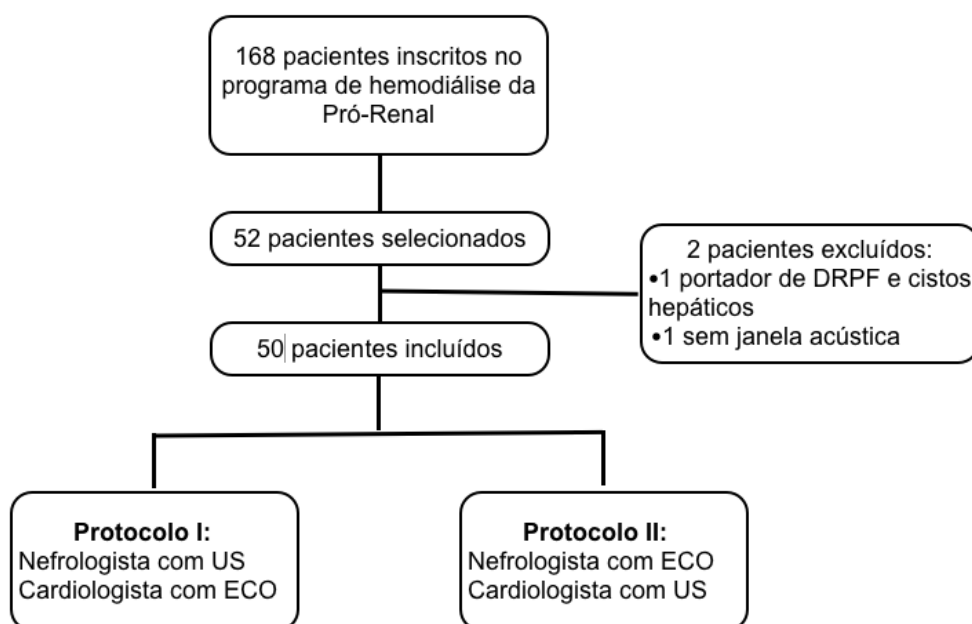 168 pacientes inscritos no
programa de hemodiálise da
Pró-Renal
52 pacientes selecionados
2 pacientes excluídos:
•1 portador de DRPF e cistos
hepáticos
•1 sem janela acústica
50 pacientes incluídos
Protocolo I:
Nefrologista com US
Cardiologista com ECO
Protocolo II:
Nefrologista com ECO
Cardiologista com US